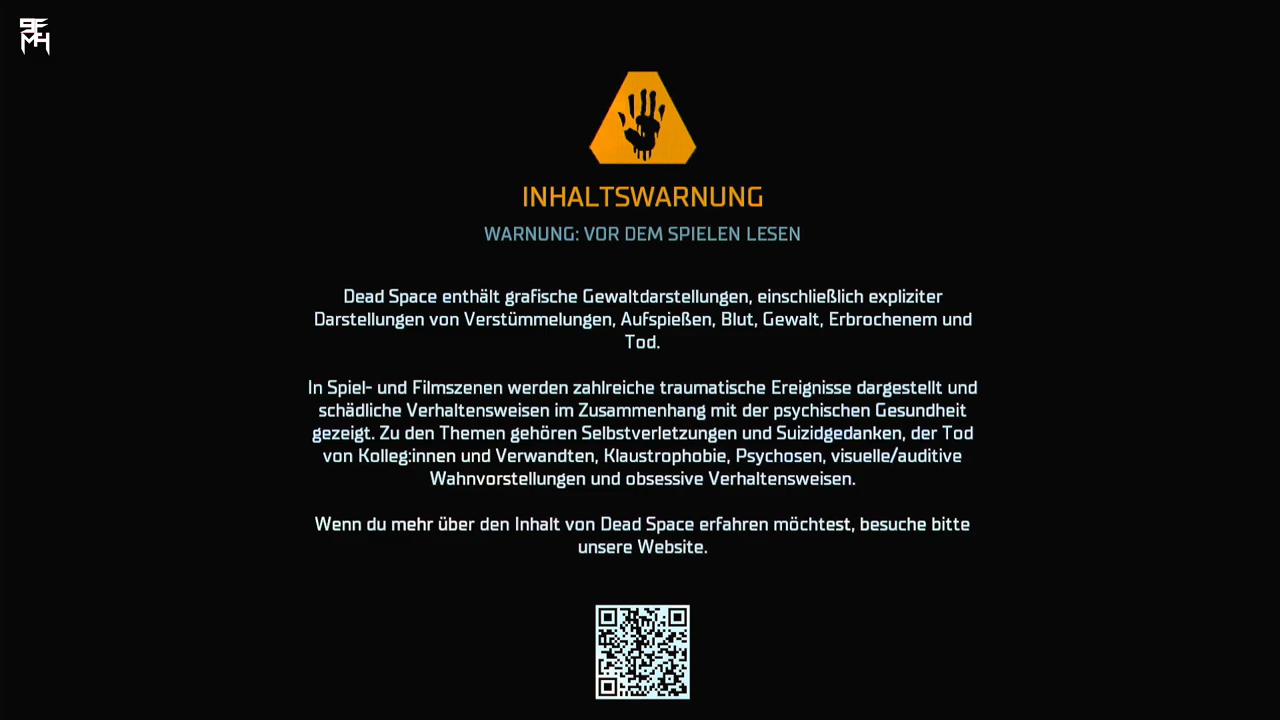 INHALTSWARNUNG
WARNUNG: VOR DEM SPIELEN LESEN
Dead Space enthält grafische Gewaltdarstellungen, einschließlich expliziter
Darstellungen von Verstümmelungen, Aufspießen, Blut, Gewalt, Erbrochenem und
Tod.
In Spiel- und Filmszenen werden zahlreiche traumatische Ereignisse dargestellt und
schädliche Verhaltensweisen im Zusammenhang mit der psychischen Gesundheit
gezeigt. Zu den Themen gehören Selbstverletzungen und Suizidgedanken, der Tod
von Kolleg:innen und Verwandten, Klaustrophobie, Psychosen, visuelle/auditive
Wahnvorstellungen und obsessive Verhaltensweisen.
Wenn du mehr über den Inhalt von Dead Space erfahren möchtest, besuche bitte
unsere Website.